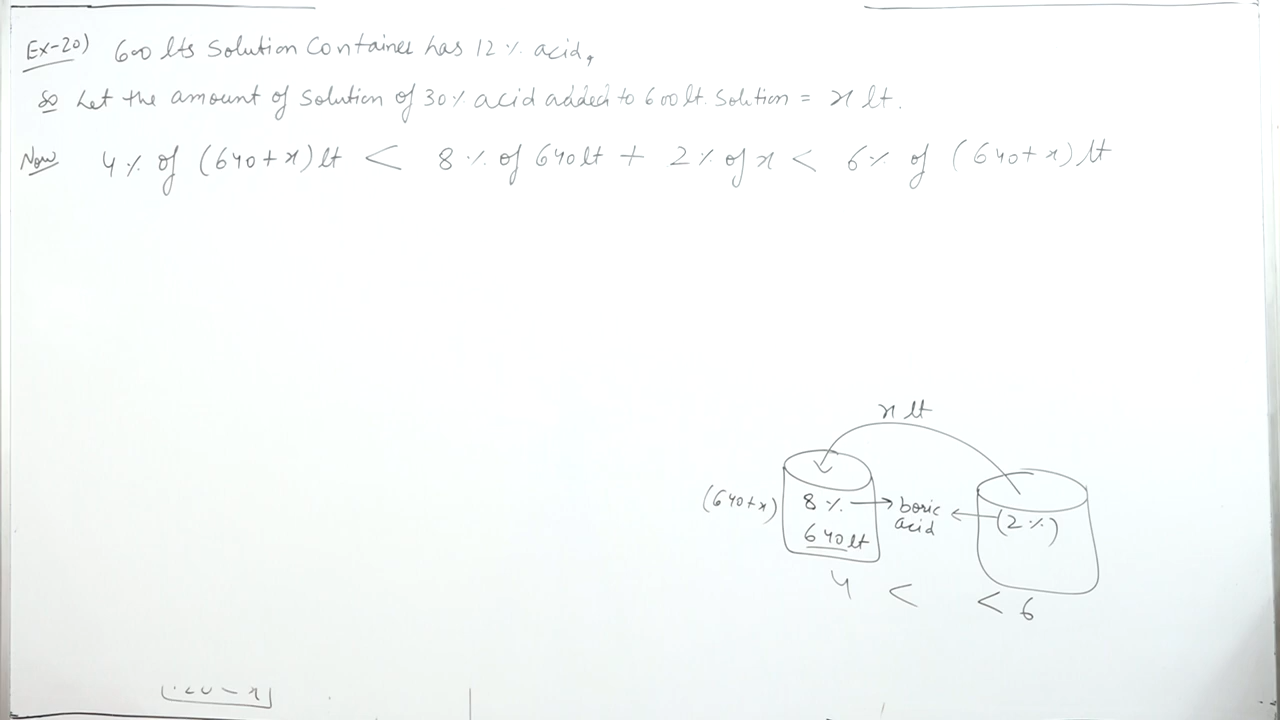 Ex-20) 600 lts Solution Container has 12% acid,
So Let the amount of Solution of 30% acid added to 600 lt. Solution = x lt.
Now 4% of (640+x) lt < 8% of 640 lt + 2% of x < 6% of (640+x) lt
x lt
(640+x) 8% → boric acid ← (2%)
640 lt
4 < < 6